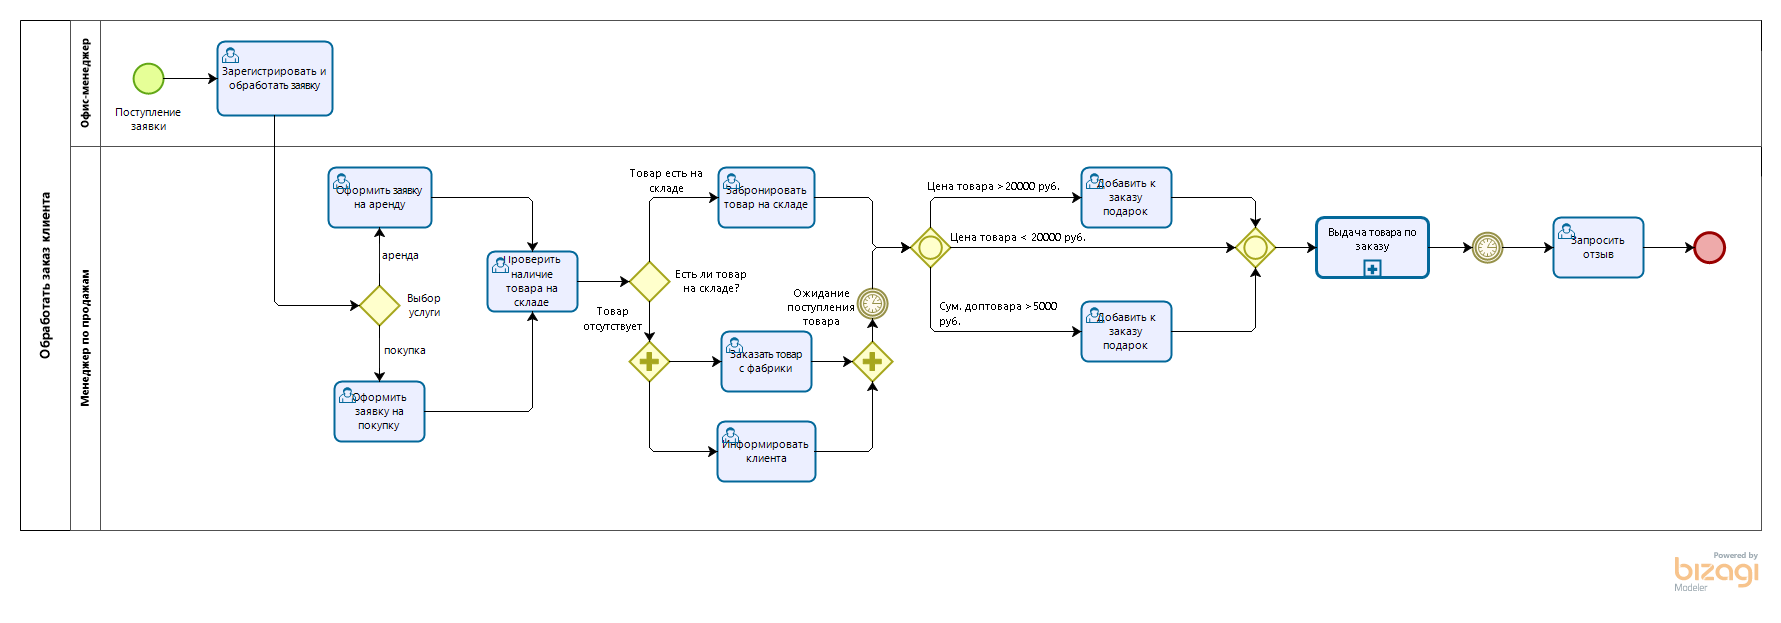 Обработать заказ клиента
Офис-менеджер
Поступление
заявки
Зарегистрировать и
обработать заявку
Менеджер по продажам
Оформить заявку
на аренду
аренда
Выбор
услуги
покупка
Оформить
заявку на
покупку
Проверить
наличие
товара на
складе
Товар есть на
складе
Есть ли товар
на складе?
Товар
отсутствует
Забронировать
товар на складе
Ожидание
поступления
товара
Заказать товар
с фабрики
Информировать
клиента
Цена товара >20000 руб.
Цена товара < 20000 руб.
Сум. доптовара >5000
руб.
Добавить к
заказу
подарок
Добавить к
заказу
подарок
Выдача товара по
заказу
Запросить
отзыв
Powered by
bizagi
Modeler